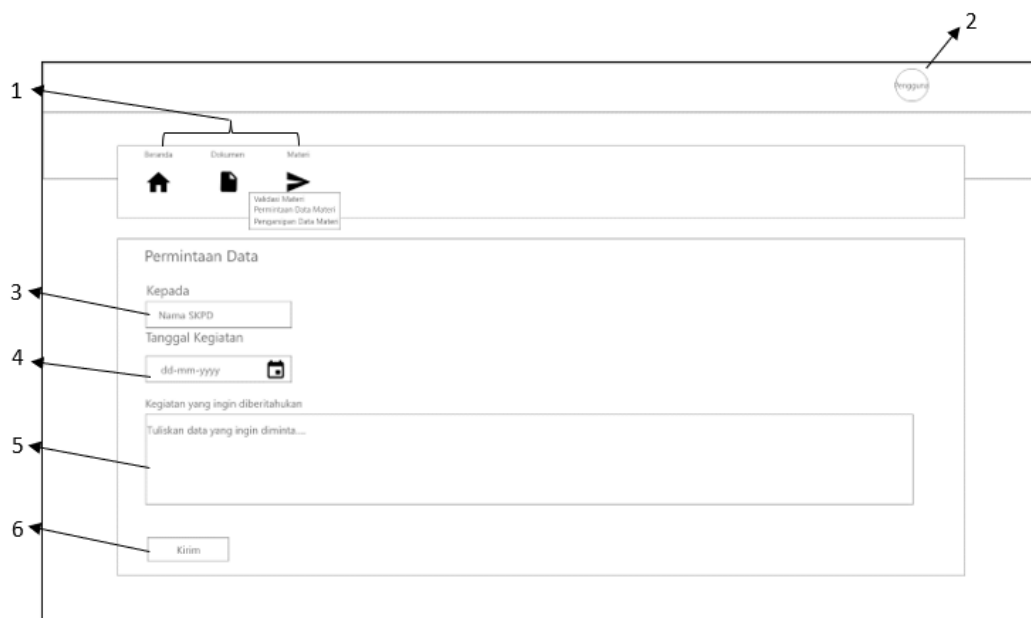 2
Pengguna
1
Beranda Dokumen Materi
Validasi Materi
Permintaan Data Materi
Pengarsipan Data Materi
Permintaan Data
Kepada
3
Nama SKPD
Tanggal Kegiatan
4
dd-mm-yyyy
Kegiatan yang ingin diberitahukan
Tuliskan data yang ingin diminta....
5
6
Kirim